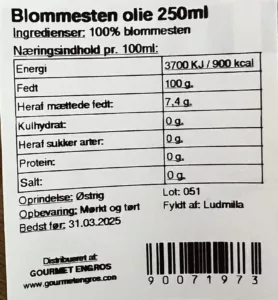 Blommesten olie 250ml
Ingredienser: 100% blommesten
Næringsindhold pr. 100ml:
Energi 3700 KJ / 900 kcal
Fedt 100 g.
Heraf mættede fedt: 7,4 g.
Kulhydrat: 0 g.
Heraf sukker arter: 0 g.
Protein: 0 g.
Salt: 0 g.
Oprindelse: Østrig Lot: 051
Opbevaring: Mørkt og tørt Fyldt af: Ludmilla
Bedst før: 31.03.2025
Distribueret af:
GOURMET ENGROS
www.gourmetengros.com
90071973